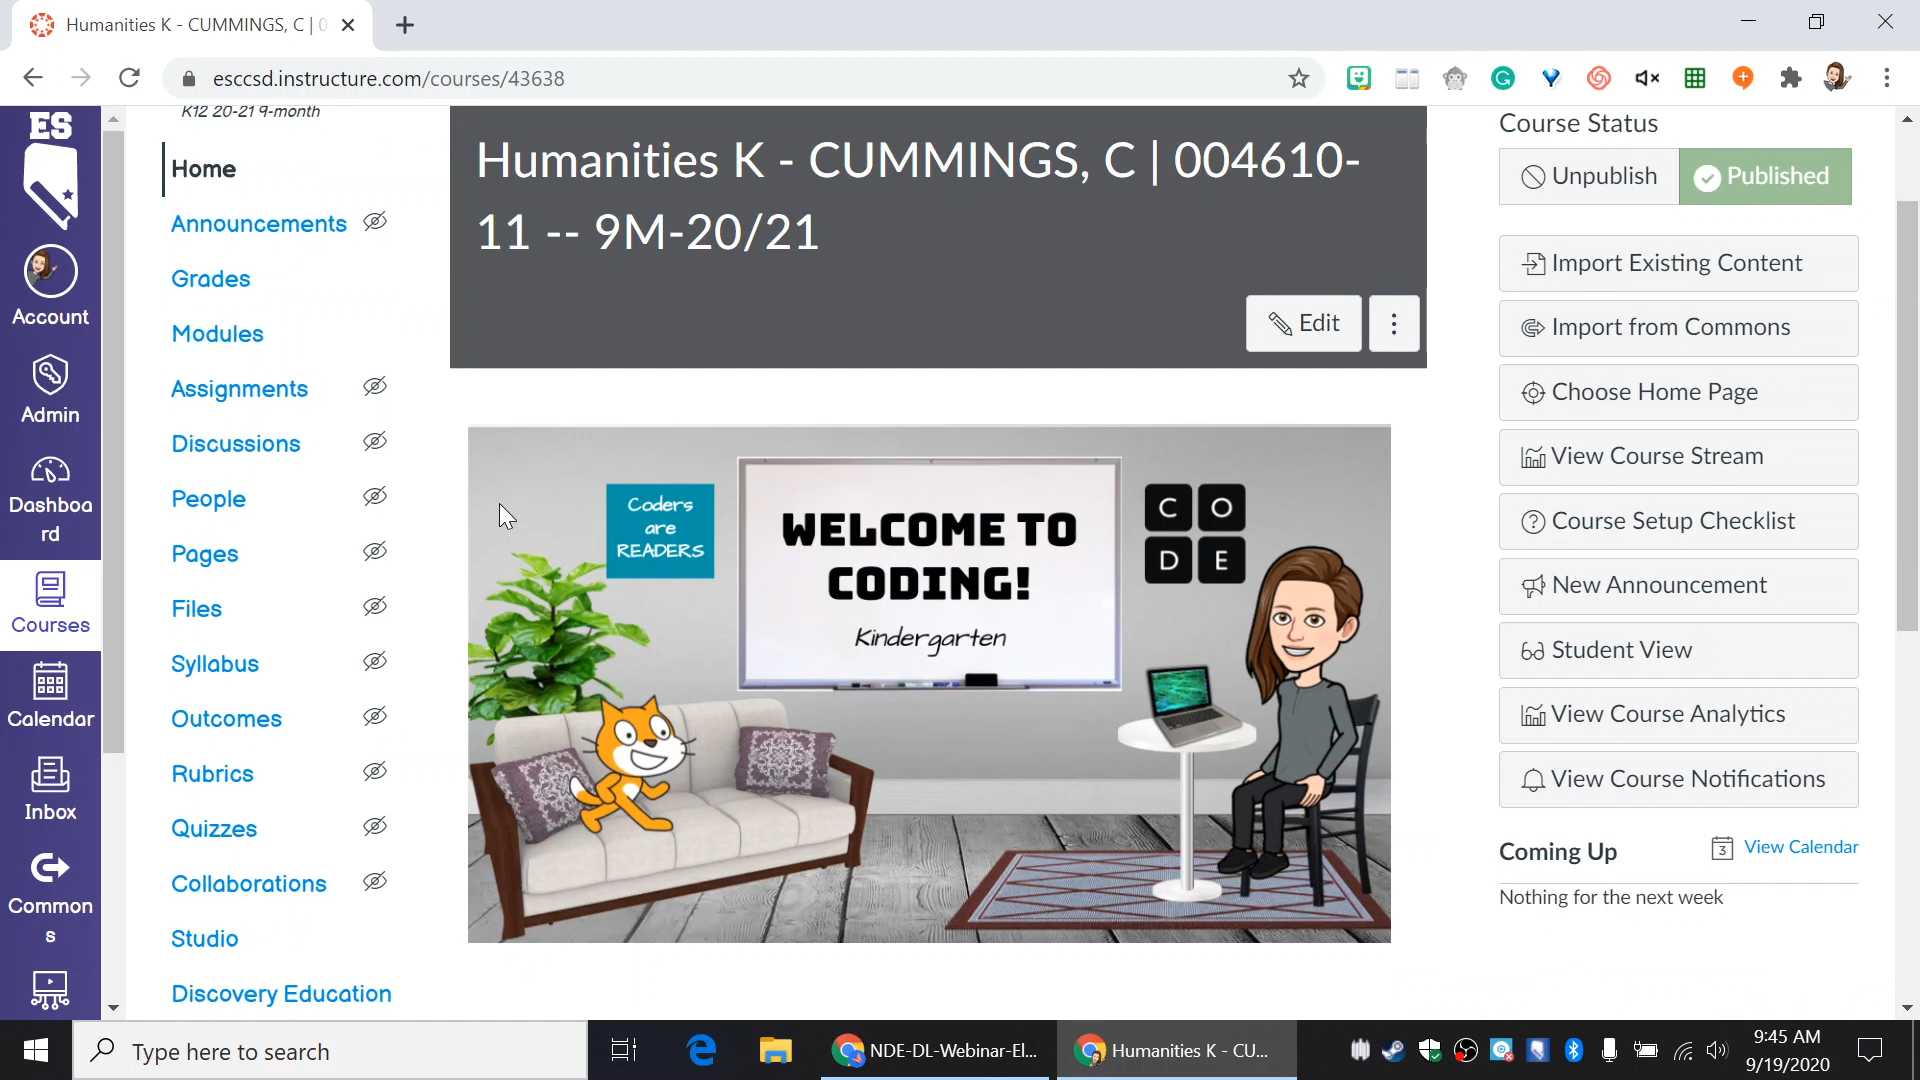 Humanities K - CUMMINGS, C | 0
esccsd.instructure.com/courses/43638
ES
Account
Admin
Dashboa
rd
Courses
Calendar
Inbox
Common
s
K12 20-21 9-month
Home
Announcements
Grades
Modules
Assignments
Discussions
People
Pages
Files
Syllabus
Outcomes
Rubrics
Quizzes
Collaborations
Studio
Discovery Education
Humanities K - CUMMINGS, C | 004610-
11 -- 9M-20/21
Edit
Coders
are
READERS
WELCOME TO
CODING!
Kindergarten
C O
D E
Course Status
Unpublish
Published
Import Existing Content
Import from Commons
Choose Home Page
View Course Stream
Course Setup Checklist
New Announcement
Student View
View Course Analytics
View Course Notifications
Coming Up
3 View Calendar
Nothing for the next week
Type here to search
NDE-DL-Webinar-El...
Humanities K - CU...
9:45 AM
9/19/2020